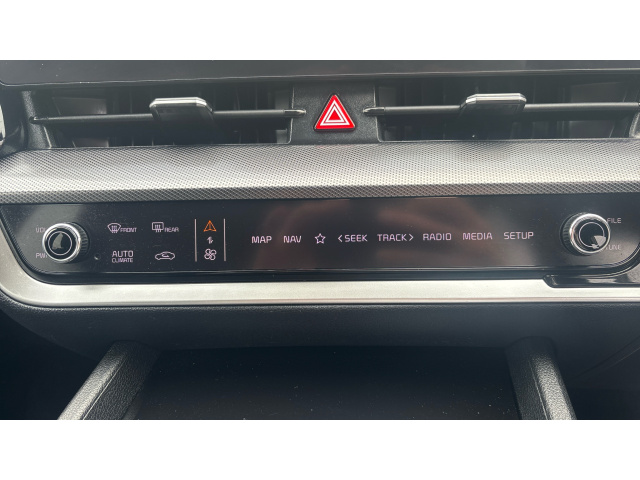 FRONT REAR
AUTO
CLIMATE
MAP NAV <SEEK TRACK> RADIO MEDIA SETUP
FILE